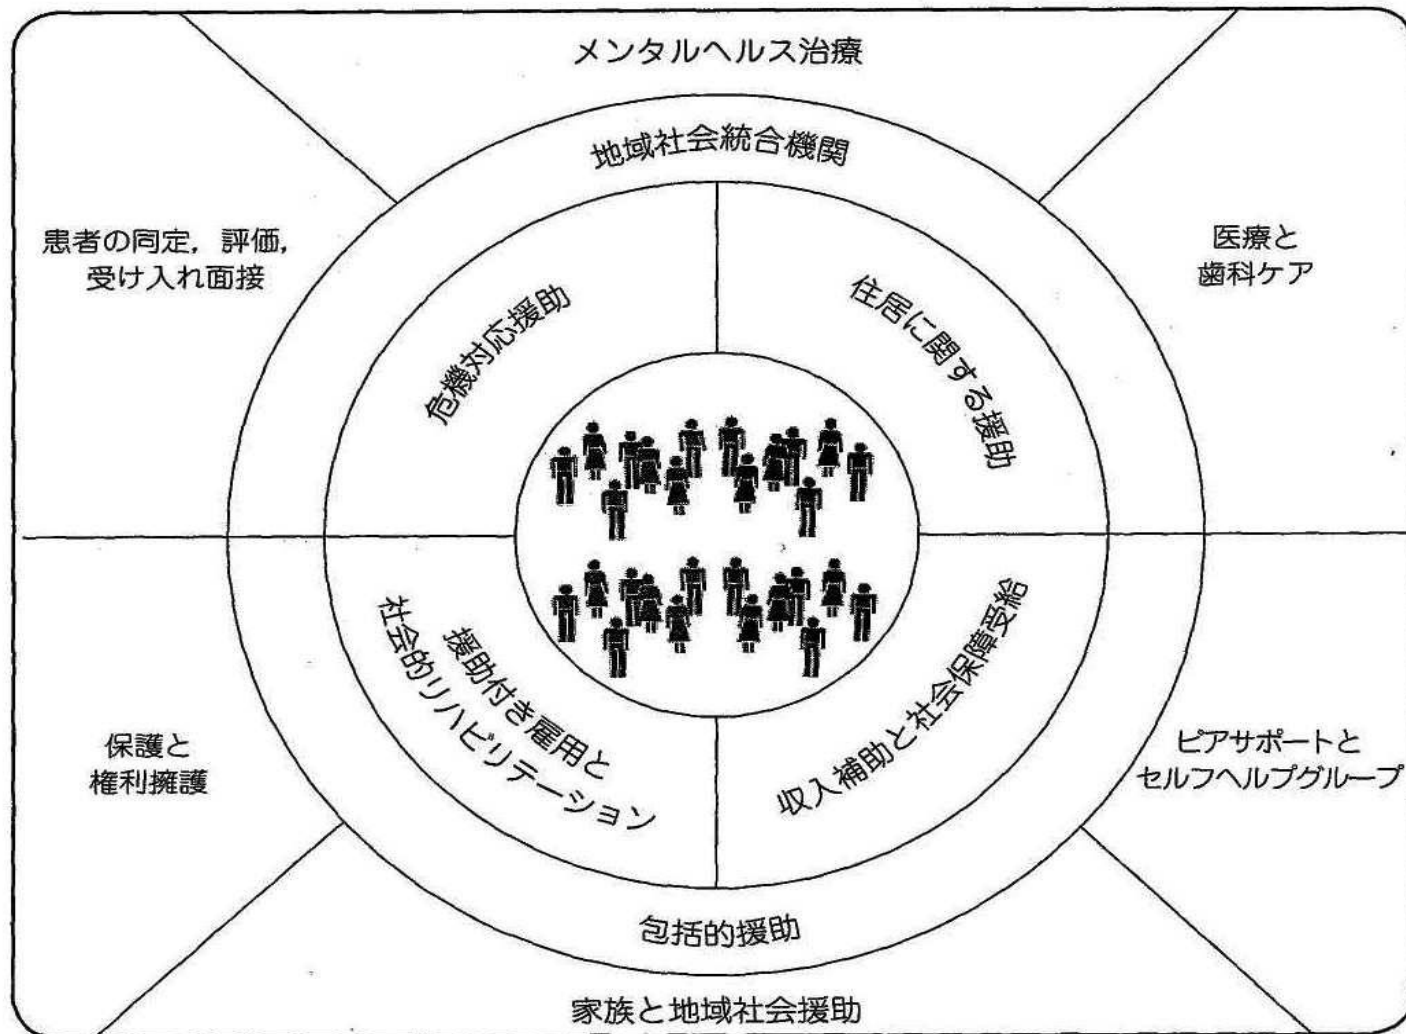 メンタルヘルス治療
地域社会統合機関
患者の同定，評価，
受け入れ面接
医療と
歯科ケア
危機対応援助
住居に関する援助
援助付き雇用と
社会的リハビリテーション
収入補助と社会保障受給
保護と
権利擁護
ピアサポートと
セルフヘルプグループ
包括的援助
家族と地域社会援助